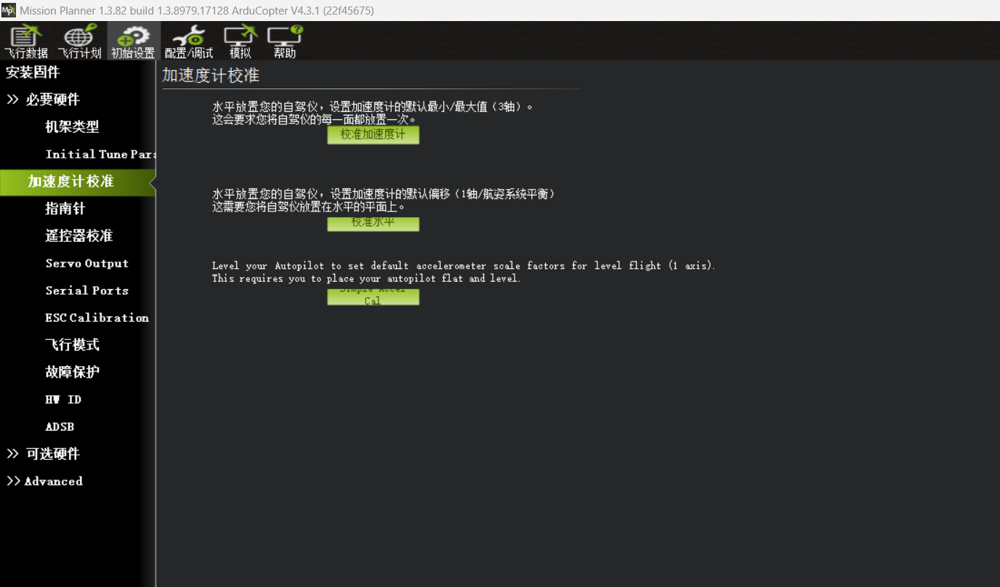 Mission Planner 1.3.82 build 1.3.8979.17128 ArduCopter V4.3.1 (22f45675)
飞行数据 飞行计划 初始设置 配置/调试 模拟 帮助
安装固件
>> 必要硬件
机架类型
Initial Tune Para
加速度计校准
指南针
遥控器校准
Servo Output
Serial Ports
ESC Calibration
飞行模式
故障保护
HW ID
ADSB
>> 可选硬件
>> Advanced
加速度计校准
水平放置您的自驾仪，设置加速度计的默认最小/最大值（3轴）。
这会要求您将自驾仪的每一面都放置一次。
校准加速度计
水平放置您的自驾仪，设置加速度计的默认偏移（1轴/航姿系统平衡）
这需要您将自驾仪放置在水平的平面上。
校准水平
Level your Autopilot to set default accelerometer scale factors for level flight (1 axis).
This requires you to place your autopilot flat and level.
Simple Accel
Cal